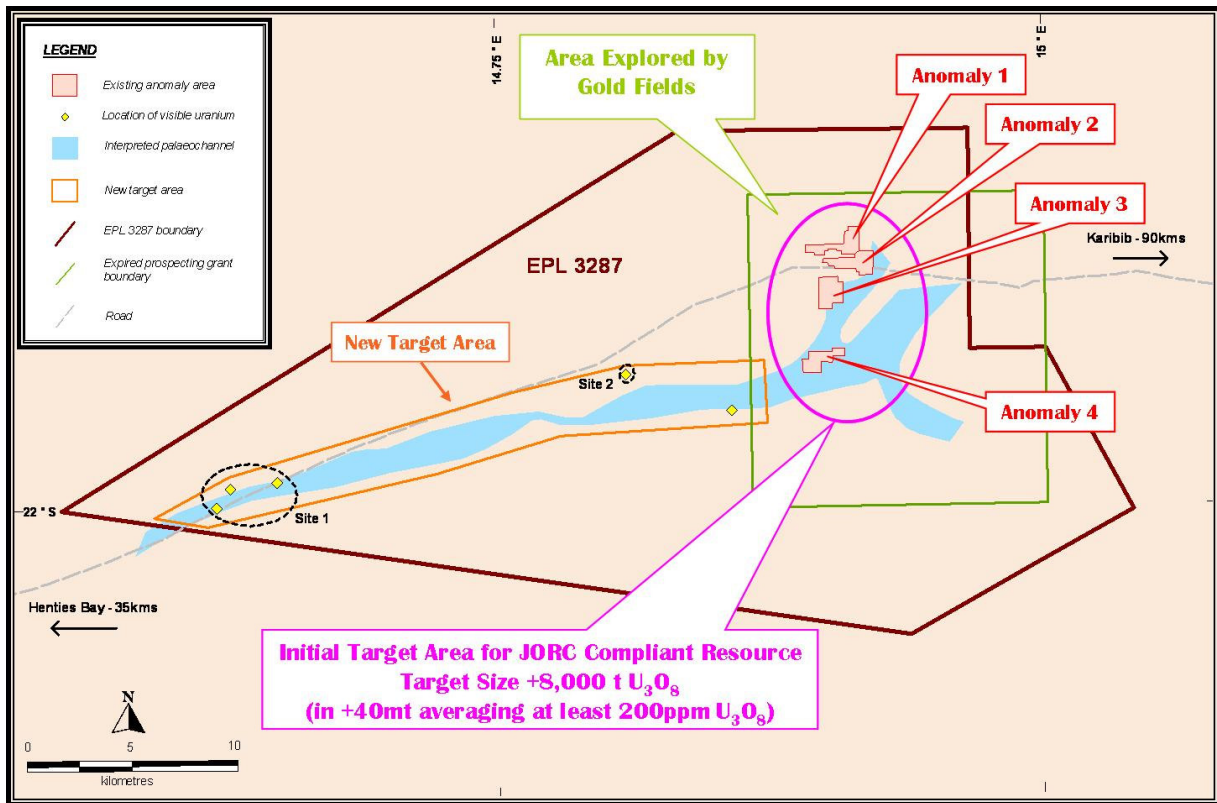 LEGEND
Existing anomaly area
Location of visible uranium
Interpreted palaeochannel
New target area
EPL 3287 boundary
Expired prospecting grant
boundary
Road
14.75 ° E
15 ° E
Area Explored by
Gold Fields
Anomaly 1
Anomaly 2
Anomaly 3
Karibib - 90kms
EPL 3287
New Target Area
Site 2
Anomaly 4
22 ° S
Site 1
Henties Bay - 35kms
Initial Target Area for JORC Compliant Resource
Target Size +8,000 t U₃O₈
(in +40mt averaging at least 200ppm U₃O₈)
N
0 5 10
kilometres